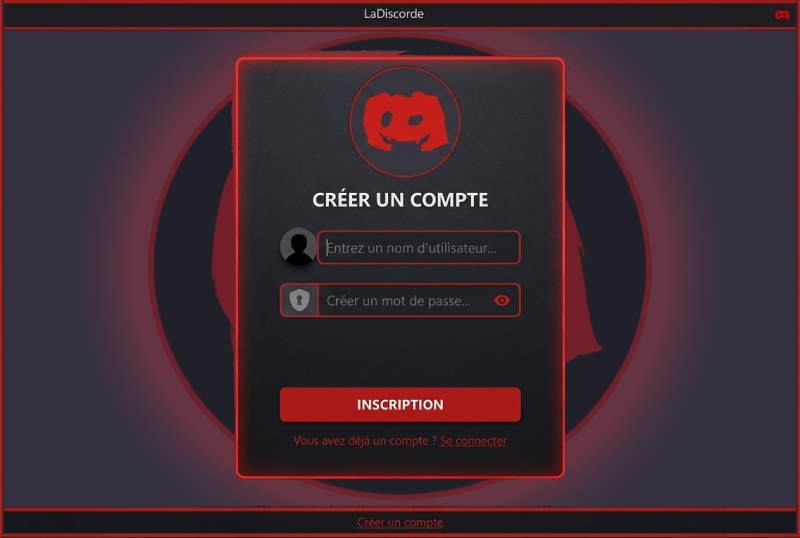 LaDiscorde
CRÉER UN COMPTE
Entrez un nom d'utilisateur...
Créer un mot de passe...
INSCRIPTION
Vous avez déjà un compte ? Se connecter
Créer un compte